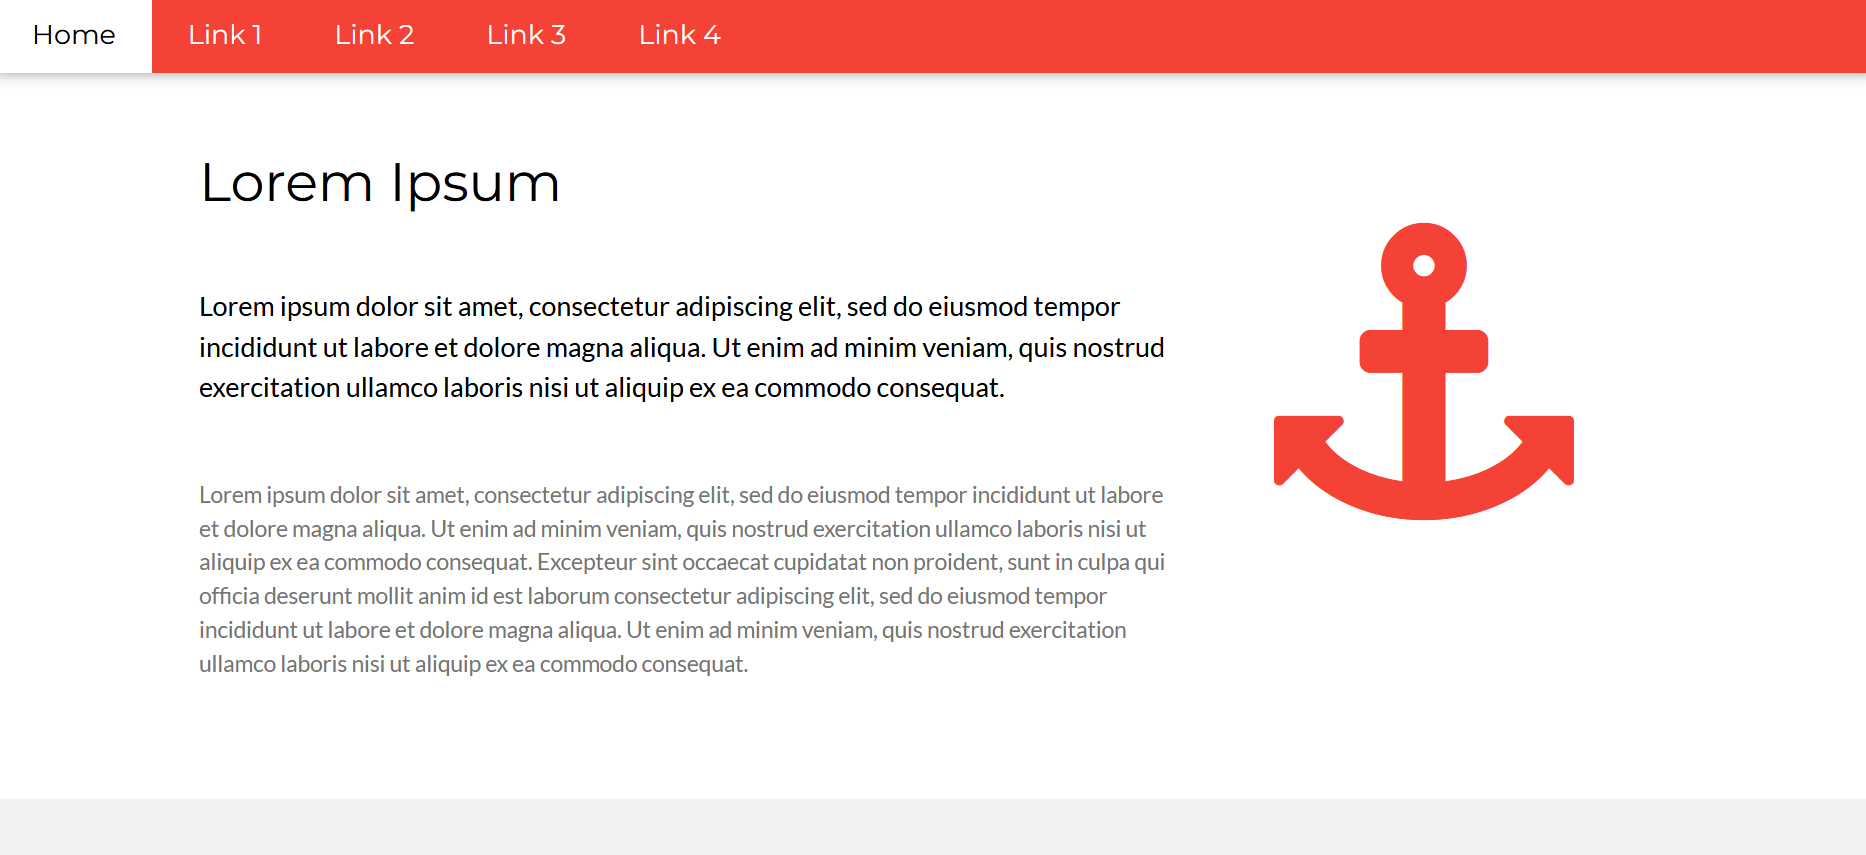 Home Link 1 Link 2 Link 3 Link 4
Lorem Ipsum
Lorem ipsum dolor sit amet, consectetur adipiscing elit, sed do eiusmod tempor
incididunt ut labore et dolore magna aliqua. Ut enim ad minim veniam, quis nostrud
exercitation ullamco laboris nisi ut aliquip ex ea commodo consequat.
Lorem ipsum dolor sit amet, consectetur adipiscing elit, sed do eiusmod tempor incididunt ut labore
et dolore magna aliqua. Ut enim ad minim veniam, quis nostrud exercitation ullamco laboris nisi ut
aliquip ex ea commodo consequat. Excepteur sint occaecat cupidatat non proident, sunt in culpa qui
officia deserunt mollit anim id est laborum consectetur adipiscing elit, sed do eiusmod tempor
incididunt ut labore et dolore magna aliqua. Ut enim ad minim veniam, quis nostrud exercitation
ullamco laboris nisi ut aliquip ex ea commodo consequat.